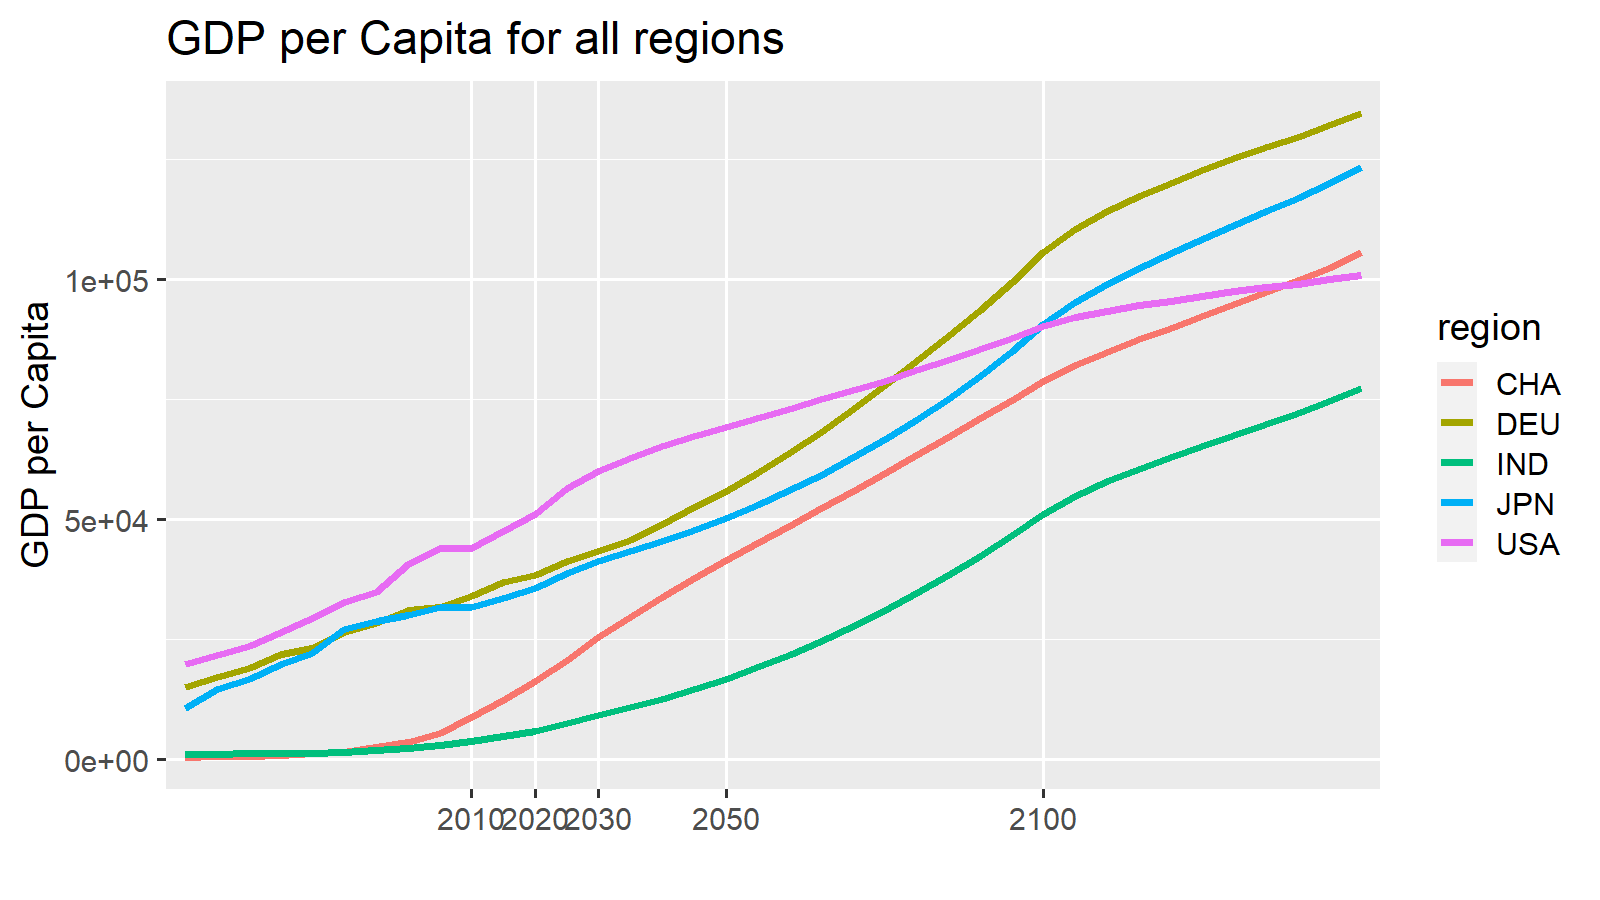 GDP per Capita for all regions
GDP per Capita
1e+05
5e+04
0e+00
2010
2020
2030
2050
2100
region
CHA
DEU
IND
JPN
USA